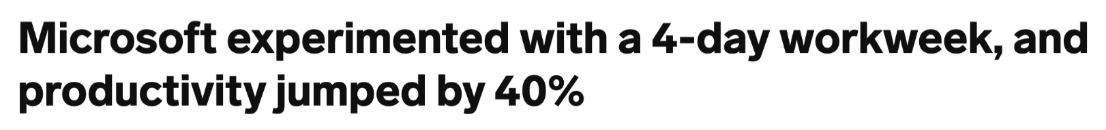 Microsoft experimented with a 4-day workweek, and
productivity jumped by 40%